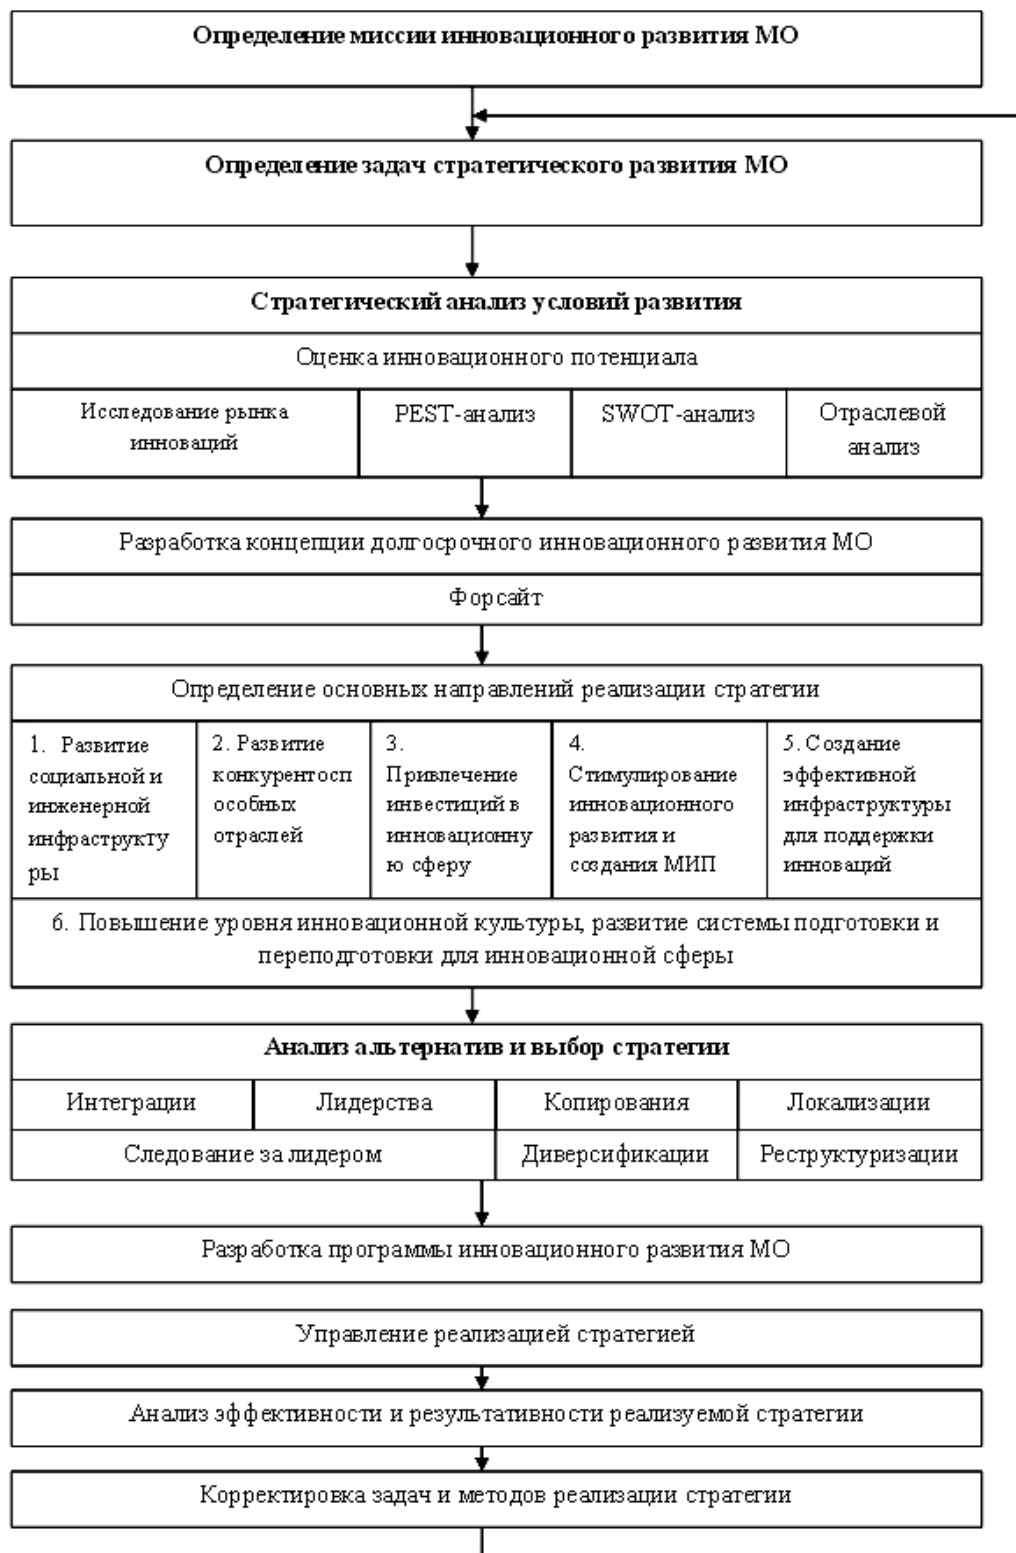 Определение миссии инновационного развития МО
Определение задач стратегического развития МО
Стратегический анализ условий развития
Оценка инновационного потенциала
Исследование рынка
инноваций
PEST-анализ
SWOT-анализ
Отраслевой
анализ
Разработка концепции долгосрочного инновационного развития МО
Форсайт
Определение основных направлений реализации стратегии
1. Развитие
социальной и
инженерной
инфраструкту
ры
2. Развитие
конкурентосп
особных
отраслей
3.
Привлечение
инвестиций в
инновационну
ю сферу
4.
Стимулирование
инновационного
развития и
создания МИП
5. Создание
эффективной
инфраструктуры
для поддержки
инноваций
6. Повышение уровня инновационной культуры, развитие системы подготовки и
переподготовки для инновационной сферы
Анализ альтернатив и выбор стратегии
Интеграции
Лидерства
Копирования
Локализации
Следование за лидером
Диверсификации
Реструктуризации
Разработка программы инновационного развития МО
Управление реализацией стратегией
Анализ эффективности и результативности реализуемой стратегии
Корректировка задач и методов реализации стратегии